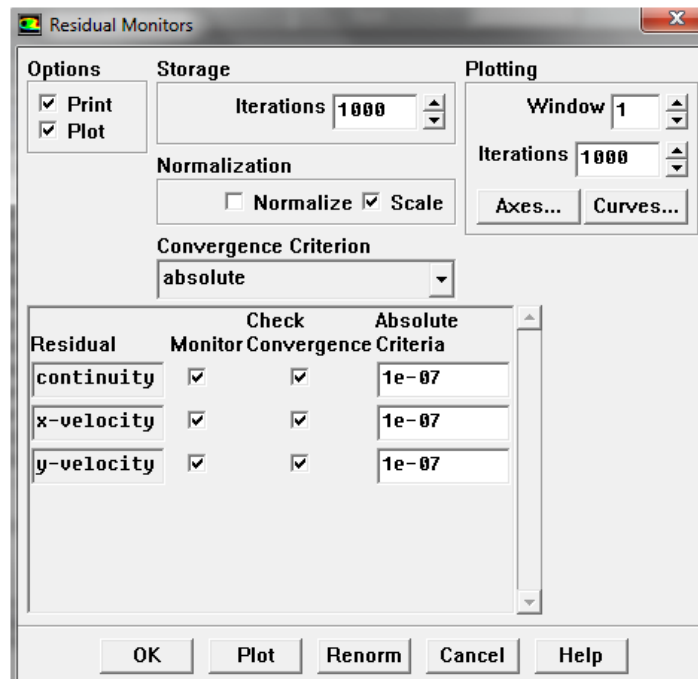 Residual Monitors
Options
Print
Plot
Storage
Iterations 1000
Normalization
Normalize Scale
Convergence Criterion
absolute
Plotting
Window 1
Iterations 1000
Axes... Curves...
Residual Monitor Check Convergence Absolute Criteria
continuity 1e-07
x-velocity 1e-07
y-velocity 1e-07
OK Plot Renorm Cancel Help